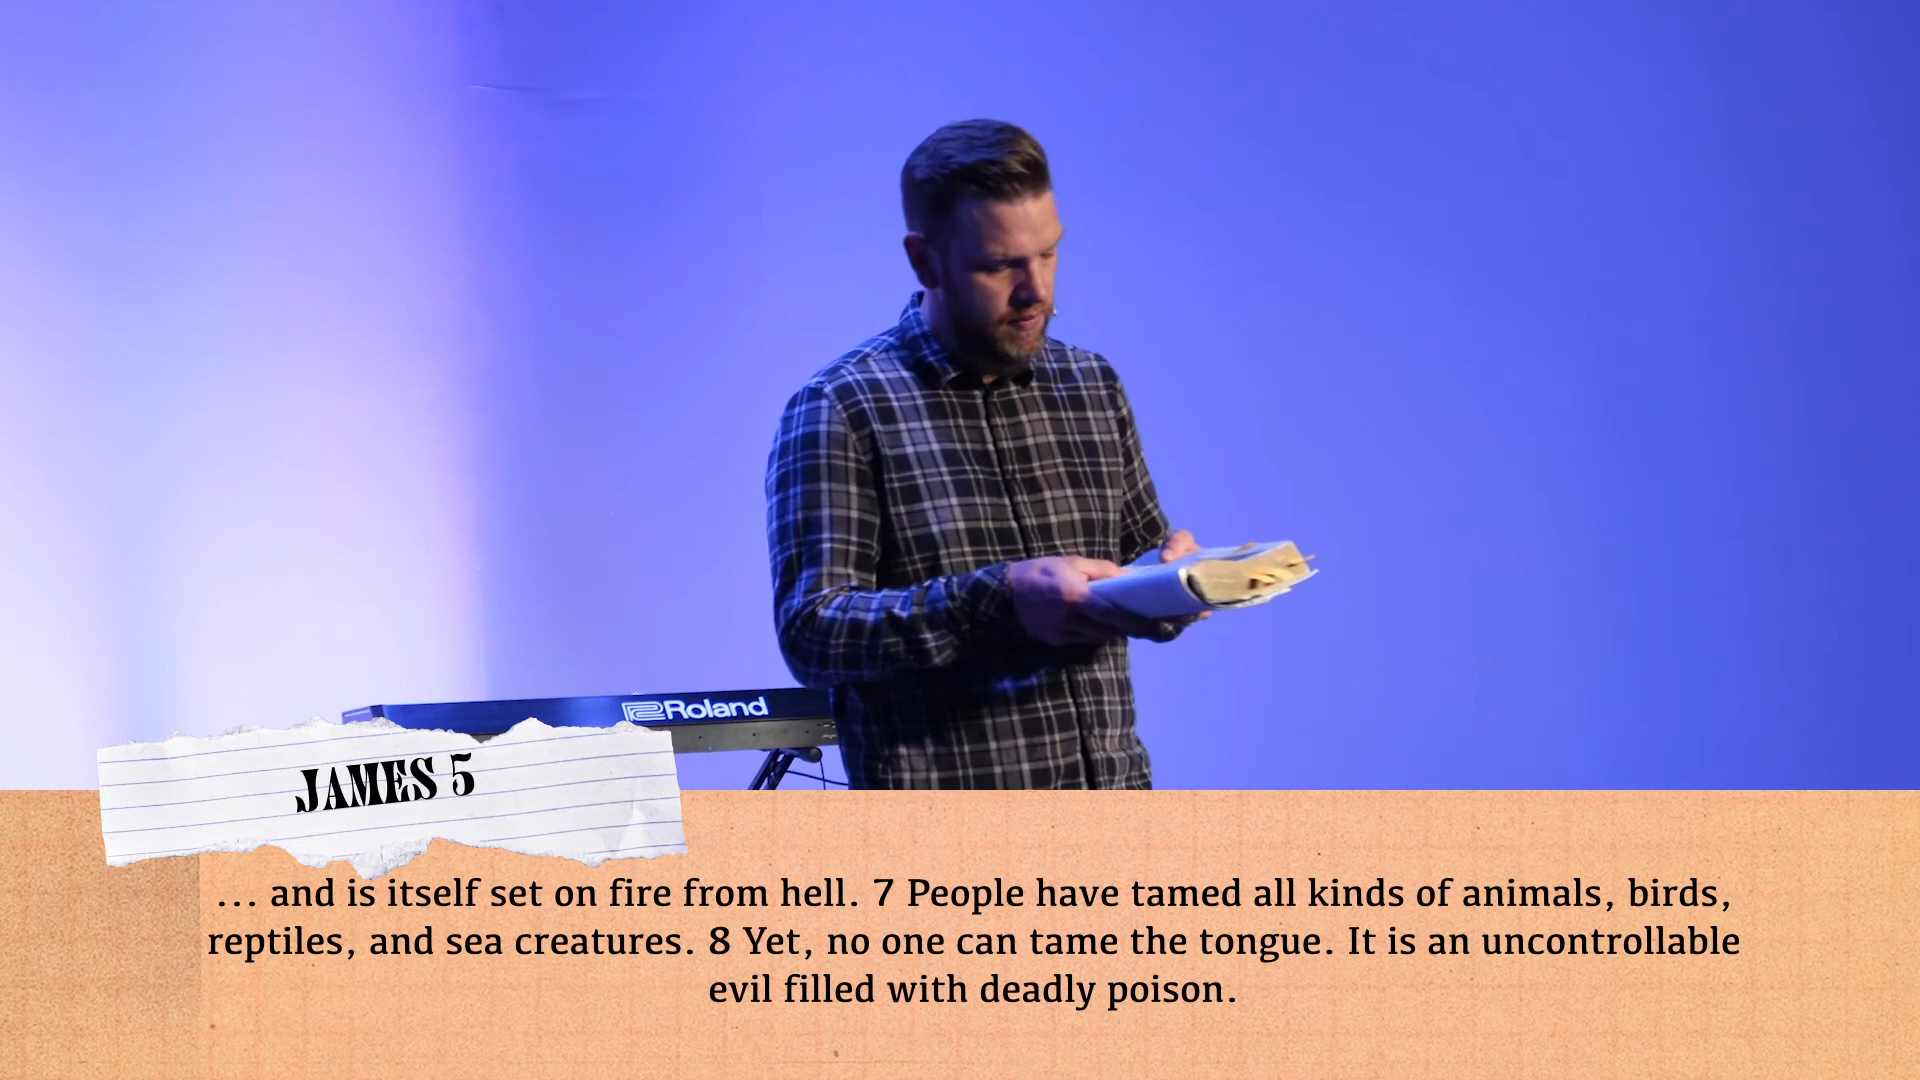 Roland
JAMES 5
... and is itself set on fire from hell. 7 People have tamed all kinds of animals, birds,
reptiles, and sea creatures. 8 Yet, no one can tame the tongue. It is an uncontrollable
evil filled with deadly poison.